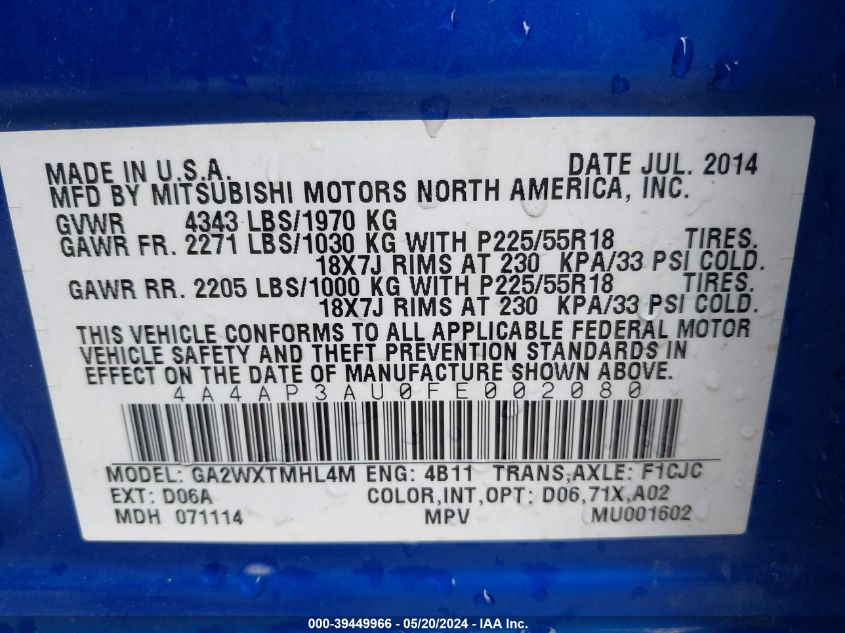 MADE IN U.S.A. DATE JUL. 2014
MFD BY MITSUBISHI MOTORS NORTH AMERICA, INC.
GVWR 4343 LBS/1970 KG
GAWR FR. 2271 LBS/1030 KG WITH P225/55R18 TIRES.
18X7J RIMS AT 230 KPA/33 PSI COLD.
GAWR RR. 2205 LBS/1000 KG WITH P225/55R18 TIRES.
18X7J RIMS AT 230 KPA/33 PSI COLD.
THIS VEHICLE CONFORMS TO ALL APPLICABLE FEDERAL MOTOR
VEHICLE SAFETY AND THEFT PREVENTION STANDARDS IN
EFFECT ON THE DATE OF MANUFACTURE SHOWN ABOVE.
4A4AP3AU0FE002080
MODEL: GA2WXTMHL4M ENG: 4B11 TRANS,AXLE: F1CJC
EXT: D06A COLOR,INT,OPT: D06,71X,A02
MDH 071114 MPV MU001602
000-39449966 - 05/20/2024 - IAA Inc.